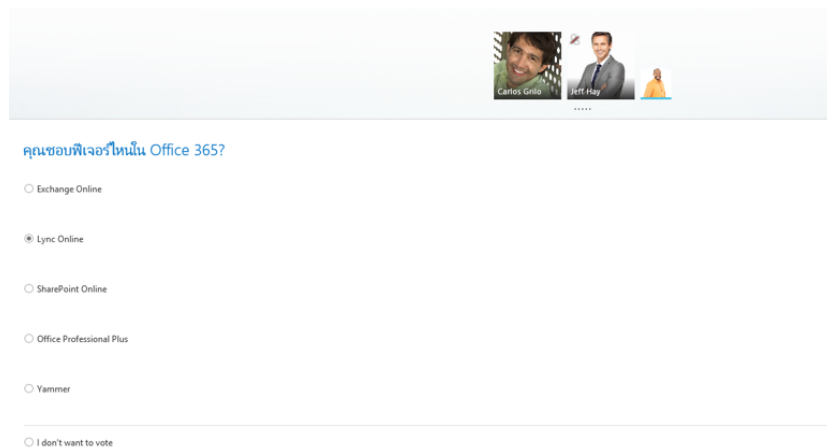 Carlos Grilo
Jeff Hay
คุณชอบฟีเจอร์ไหนใน Office 365?
Exchange Online
Lync Online
SharePoint Online
Office Professional Plus
Yammer
I don't want to vote